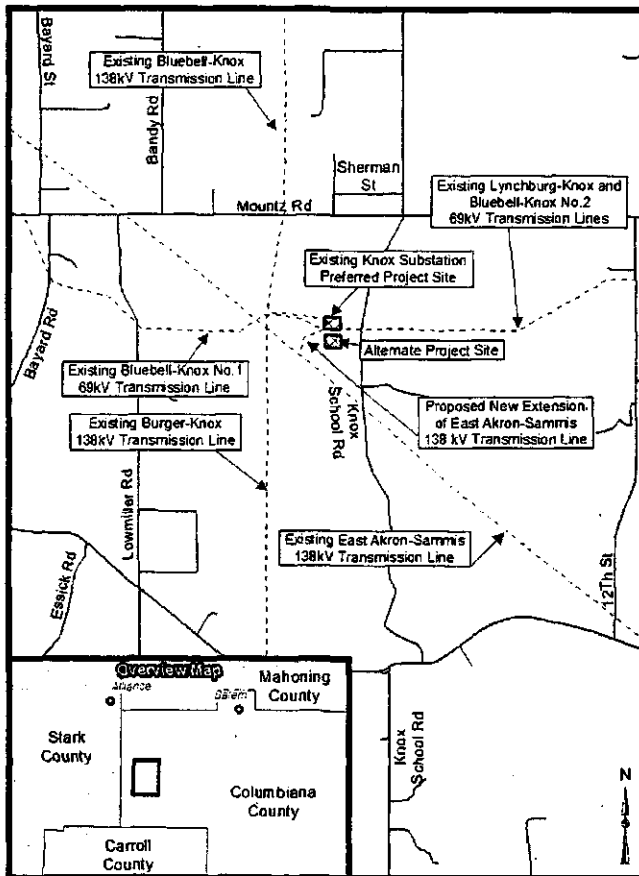 Bayard St
Existing Bluebell-Knox
138kV Transmission Line
Bandy Rd
Sherman
St
Mountz Rd
Existing Lynchburg-Knox and
Bluebell-Knox No.2
69kV Transmission Lines
Existing Knox Substation
Preferred Project Site
Bayard Rd
Alternate Project Site
Existing Bluebell-Knox No.1
69kV Transmission Line
Knox
School Rd
Proposed New Extension
of East Akron-Sammis
138 kV Transmission Line
Existing Burger-Knox
138kV Transmission Line
Lowmiller Rd
Existing East Akron-Sammis
138kV Transmission Line
12Th St
Essick Rd
Overview Map
Alliance
Salem
Mahoning
County
Stark
County
Columbiana
County
Carroll
County
Knox
School Rd
N